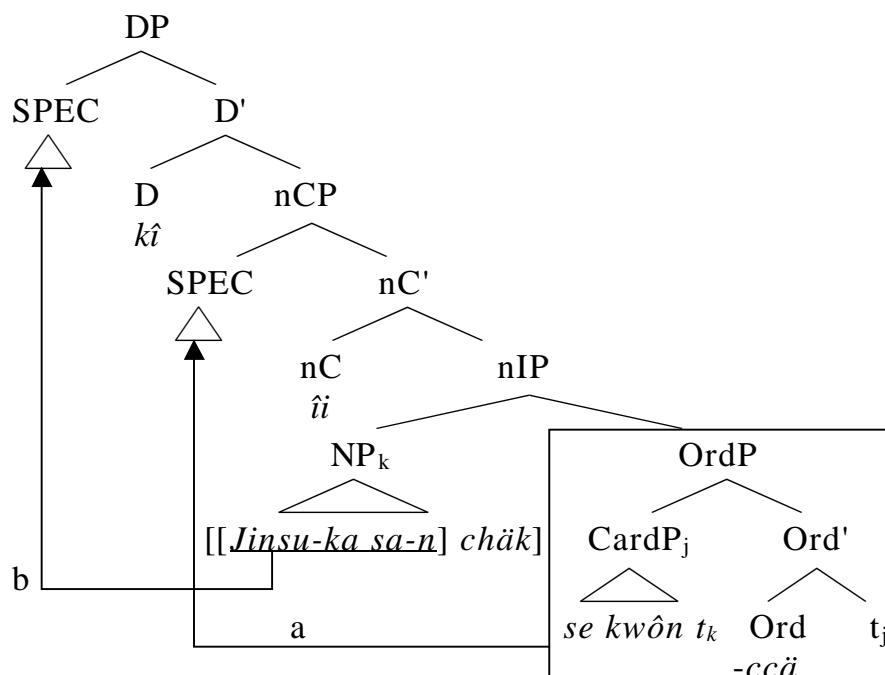 DP
SPEC D'
D nCP
kî
SPEC nC'
nC nIP
îi
NPₖ OrdP
[[Jinsu-ka sa-n] chäk] CardPⱼ Ord'
b
a se kwôn tₖ Ord tⱼ
-ccä